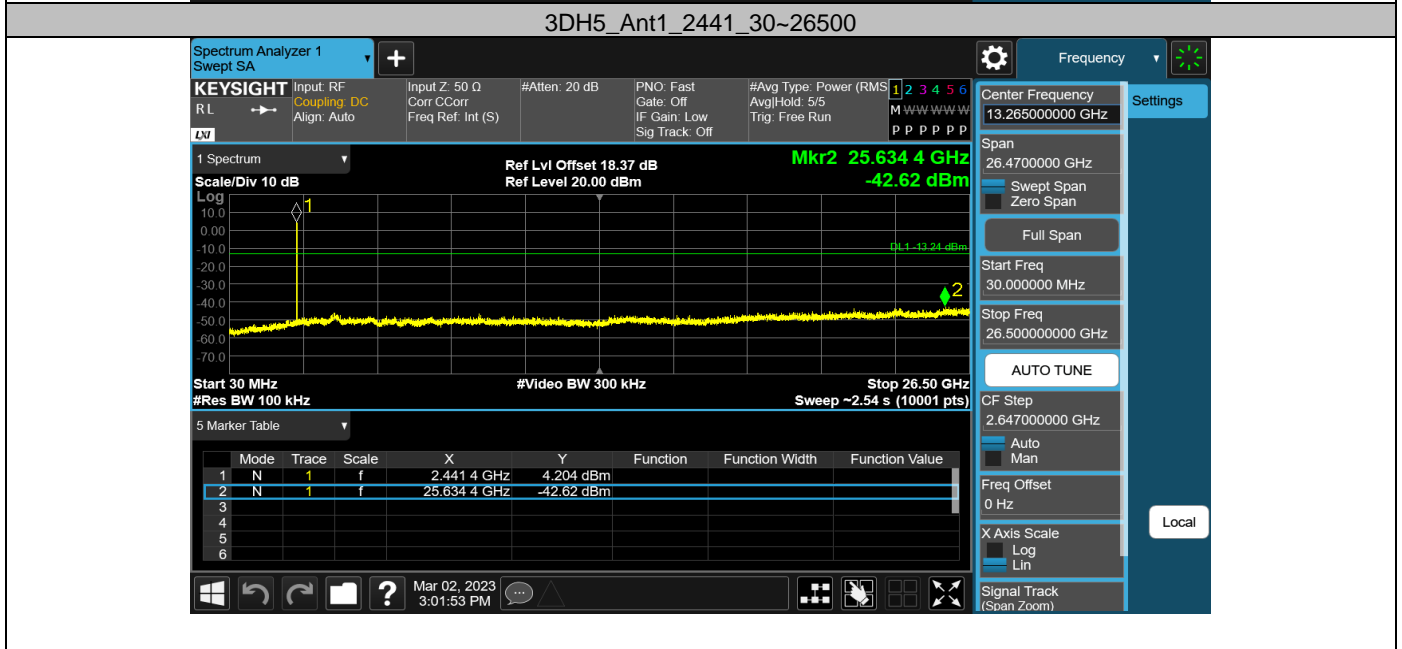 3DH5_Ant1_2441_30~26500
Spectrum Analyzer 1
Swept SA
Frequency
KEYSIGHT
RL
LXI
Input: RF
Coupling: DC
Align: Auto
Input Z: 50 Ω
Corr CCorr
Freq Ref: Int (S)
#Atten: 20 dB
PNO: Fast
Gate: Off
IF Gain: Low
Sig Track: Off
#Avg Type: Power (RMS
Avg|Hold: 5/5
Trig: Free Run
1 2 3 4 5 6
M W W W W W
P P P P P P
1 Spectrum
Scale/Div 10 dB
Ref Lvl Offset 18.37 dB
Ref Level 20.00 dBm
Mkr2 25.634 4 GHz
-42.62 dBm
Log
10.0
0.00
-10.0
-20.0
-30.0
-40.0
-50.0
-60.0
-70.0
1
DL1 -13.24 dBm
2
Start 30 MHz
#Video BW 300 kHz
Stop 26.50 GHz
#Res BW 100 kHz
Sweep ~2.54 s (10001 pts)
5 Marker Table
Mode Trace Scale X Y Function Function Width Function Value
1 N 1 f 2.441 4 GHz 4.204 dBm
2 N 1 f 25.634 4 GHz -42.62 dBm
3
4
5
6
?
Mar 02, 2023
3:01:53 PM
Center Frequency
13.265000000 GHz
Span
26.4700000 GHz
Swept Span
Zero Span
Full Span
Start Freq
30.000000 MHz
Stop Freq
26.500000000 GHz
AUTO TUNE
CF Step
2.647000000 GHz
Auto
Man
Freq Offset
0 Hz
X Axis Scale
Log
Lin
Signal Track
(Span Zoom)
Settings
Local